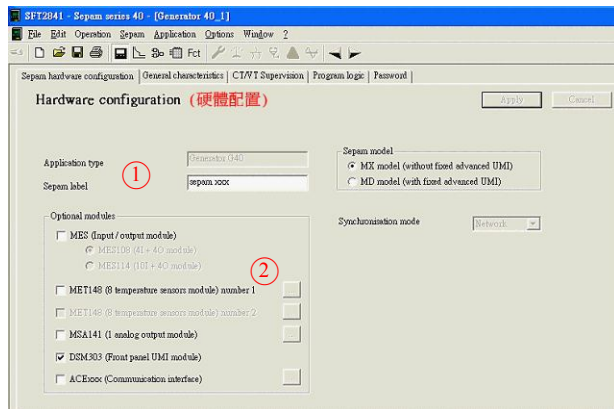 SFT2841 - Sepam series 40 - [Generator 40_1]
File Edit Operation Sepam Application Options Window ?
Fct
Sepam hardware configuration General characteristics CT/VT Supervision Program logic Password
Hardware configuration (硬體配置)
Apply Cancel
Application type Generator G40
①
Sepam label sepam xxx
Sepam model
MX model (without fixed advanced UMI)
MD model (with fixed advanced UMI)
Synchronisation mode Network
Optional modules
MES (Input / output module)
MES108 (4I + 4O module)
MES114 (10I + 4O module)
②
MET148 (8 temperature sensors module) number 1
MET148 (8 temperature sensors module) number 2
MSA141 (1 analog output module)
DSM303 (Front panel UMI module)
ACExxx (Communication interface)